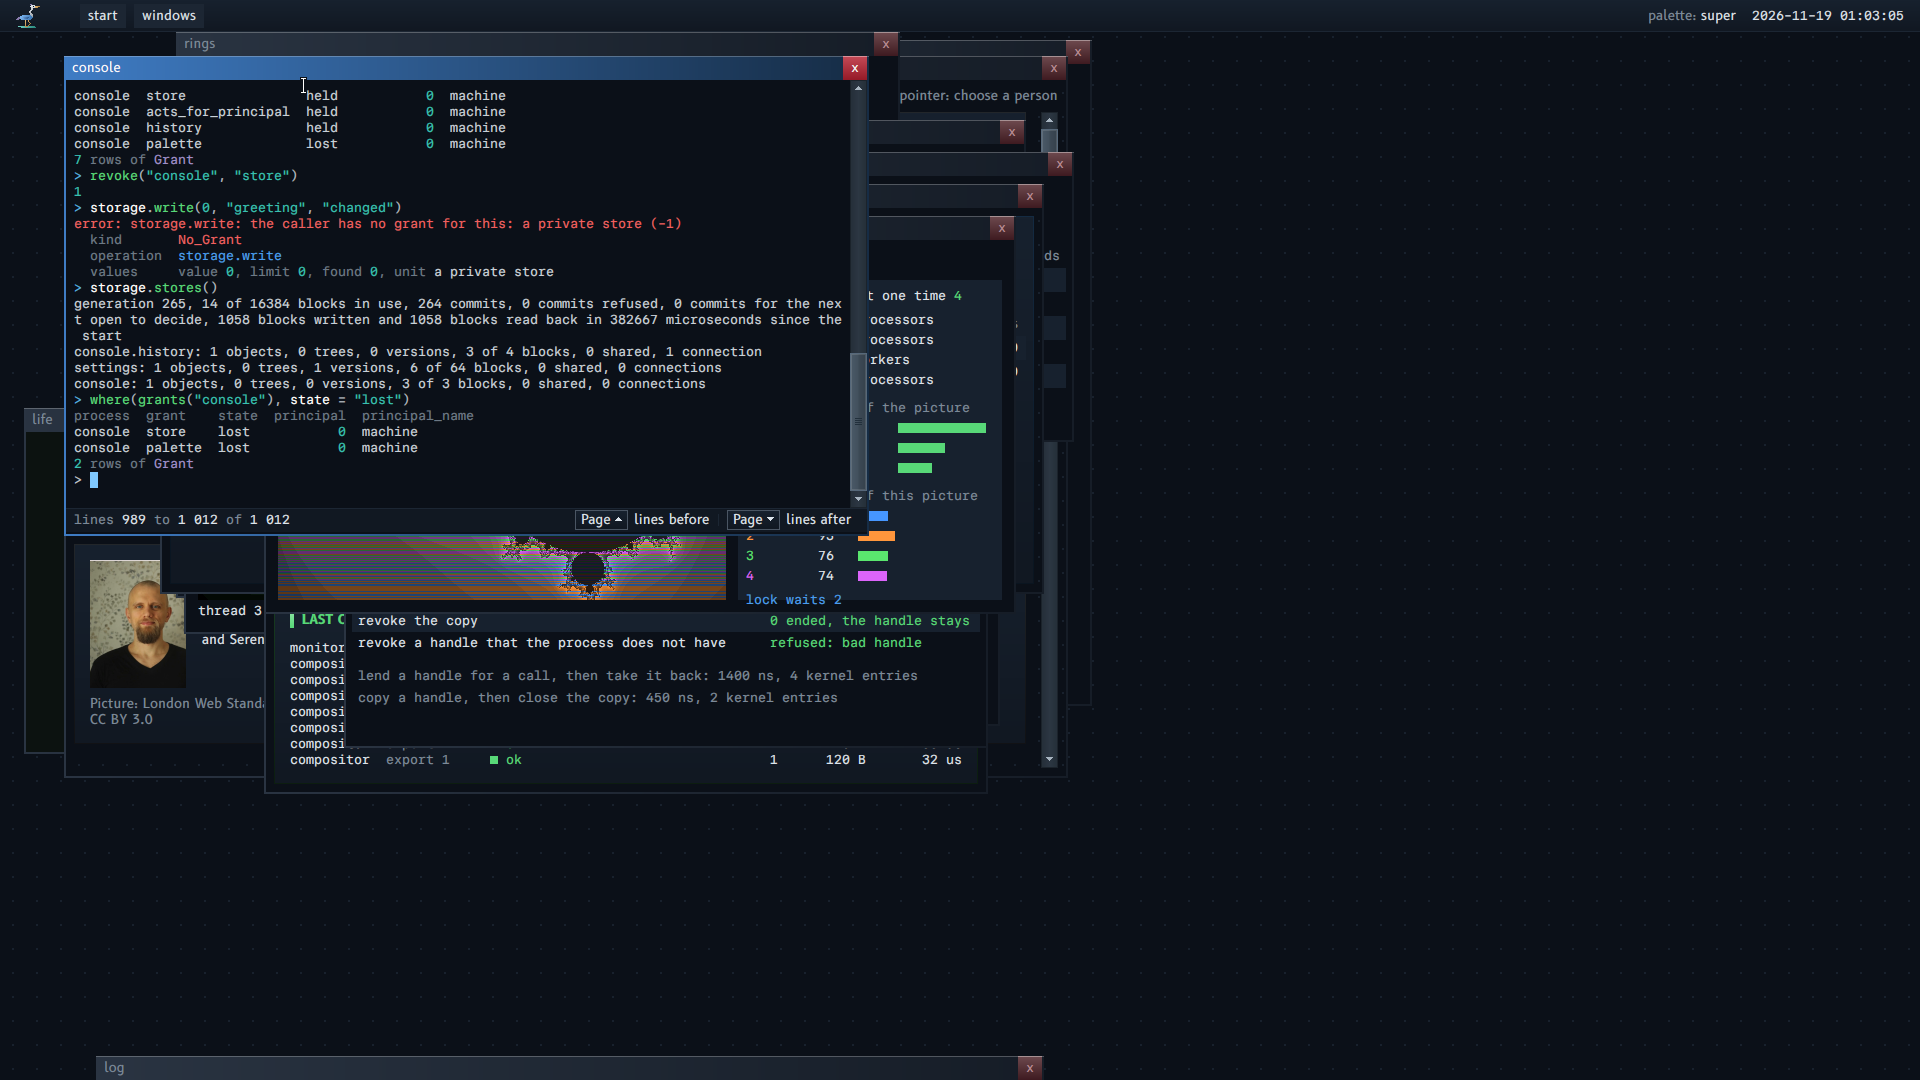 start windows palette: super 2026-11-19 01:03:05
rings x
x
console x
x
pointer: choose a person
console store held 0 machine
console acts_for_principal held 0 machine
console history held 0 machine
console palette lost 0 machine
7 rows of Grant
> revoke("console", "store")
1
> storage.write(0, "greeting", "changed")
error: storage.write: the caller has no grant for this: a private store (-1)
kind No_Grant
operation storage.write
values value 0, limit 0, found 0, unit a private store
> storage.stores()
generation 265, 14 of 16384 blocks in use, 264 commits, 0 commits refused, 0 commits for the nex
t open to decide, 1058 blocks written and 1058 blocks read back in 382667 microseconds since the
start
console.history: 1 objects, 0 trees, 0 versions, 3 of 4 blocks, 0 shared, 1 connection
settings: 1 objects, 0 trees, 1 versions, 6 of 64 blocks, 0 shared, 0 connections
console: 1 objects, 0 trees, 0 versions, 3 of 3 blocks, 0 shared, 0 connections
> where(grants("console"), state = "lost")
process grant state principal principal_name
console store lost 0 machine
console palette lost 0 machine
2 rows of Grant
>
lines 989 to 1 012 of 1 012 Page lines before Page lines after
x
x
x
x
ds
t one time 4
ocessors
ocessors
rkers
ocessors
f the picture
f this picture
life
3 76
4 74
lock waits 2
thread 3
and Seren
Picture: London Web Standa
CC BY 3.0
LAST C
monitor
composi
composi
composi
composi
composi
composi
compositor export 1 ok 1 120 B 32 us
revoke the copy 0 ended, the handle stays
revoke a handle that the process does not have refused: bad handle
lend a handle for a call, then take it back: 1400 ns, 4 kernel entries
copy a handle, then close the copy: 450 ns, 2 kernel entries
log x